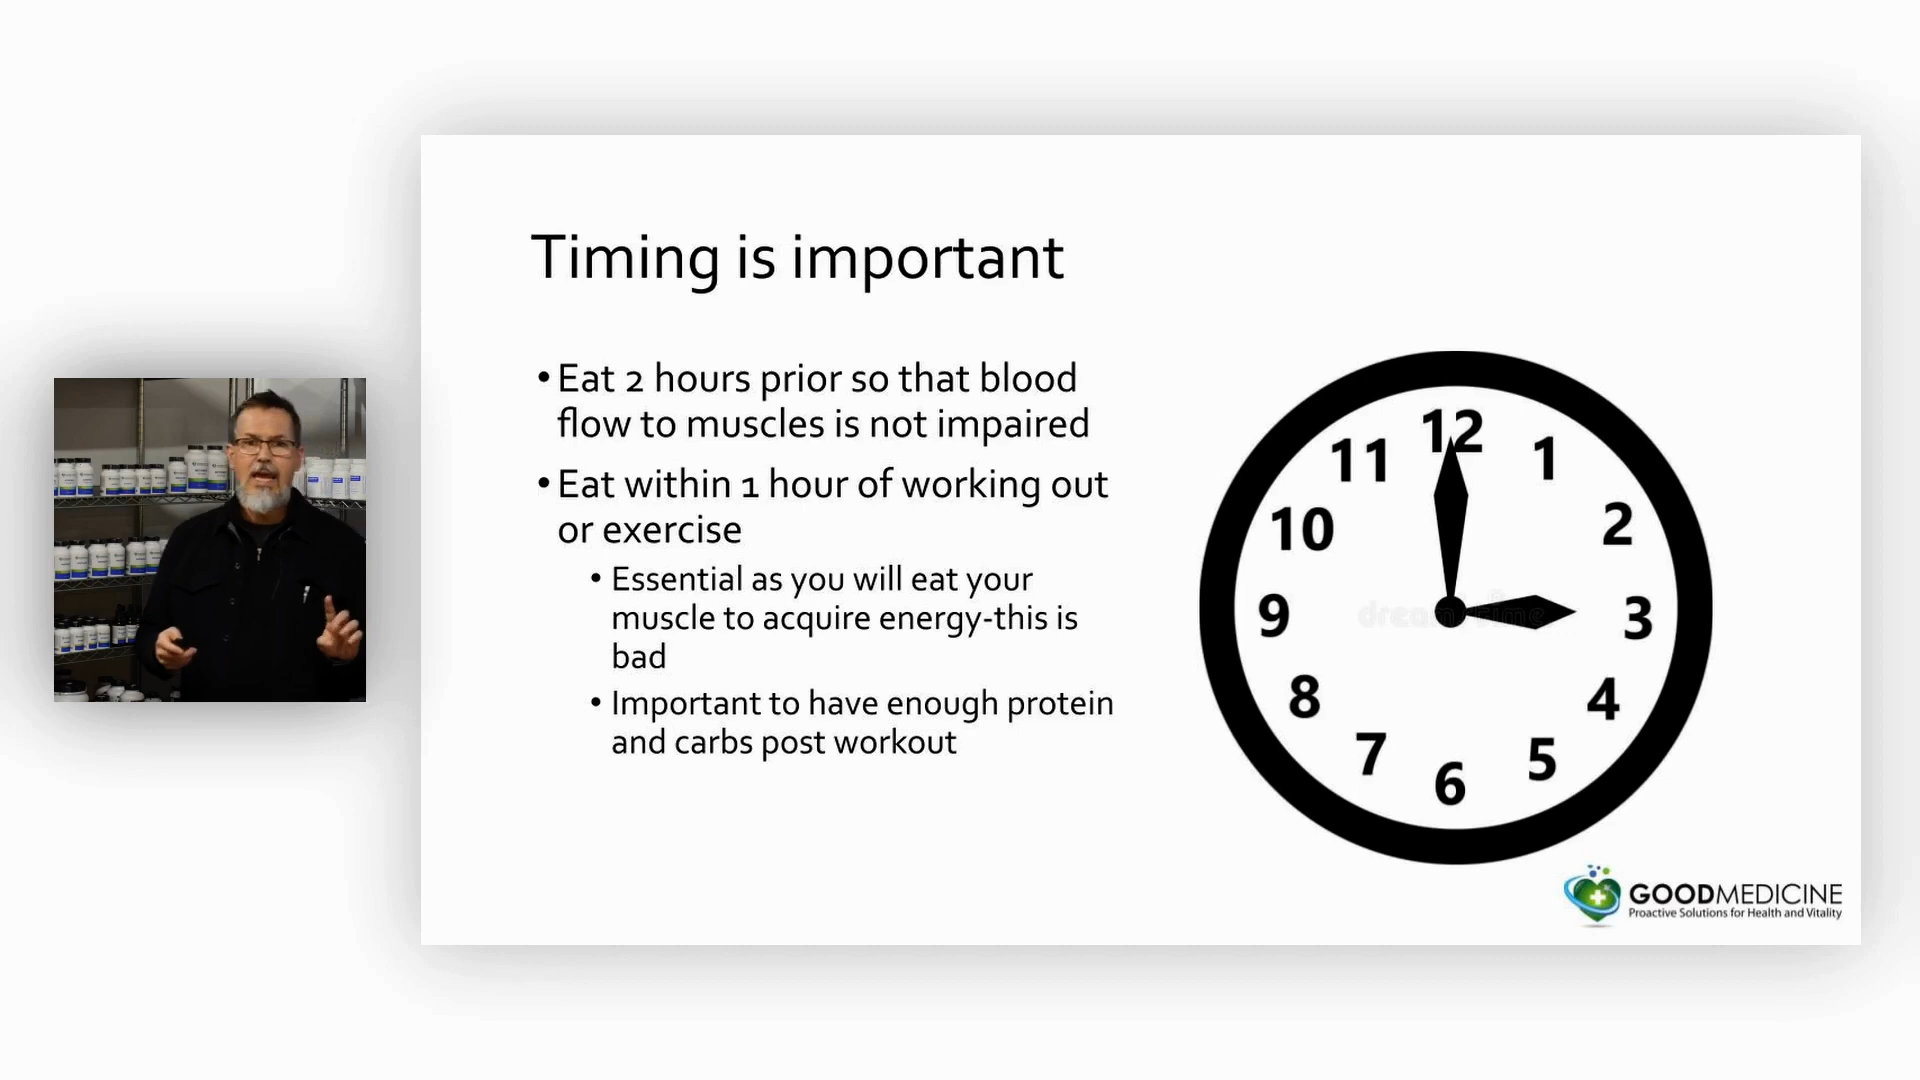 Timing is important
•Eat 2 hours prior so that blood
flow to muscles is not impaired
•Eat within 1 hour of working out
or exercise
• Essential as you will eat your
muscle to acquire energy-this is
bad
• Important to have enough protein
and carbs post workout
12
11 1
10 2
9 3
8 4
7 5
6
GOODMEDICINE
Proactive Solutions for Health and Vitality